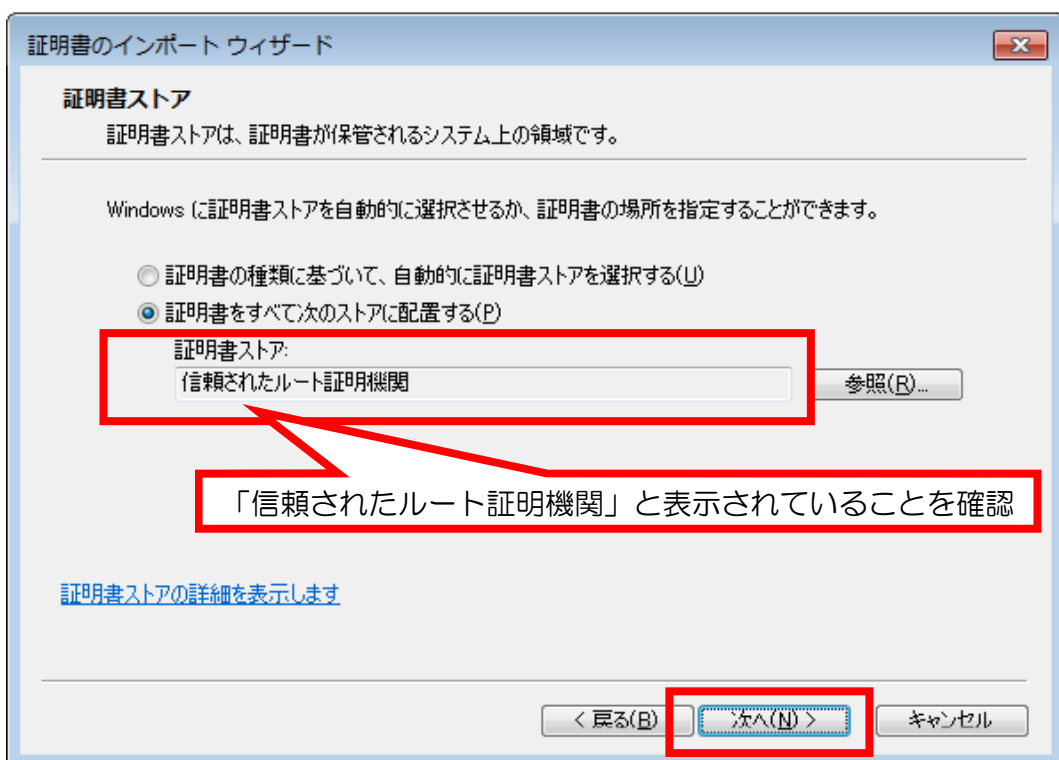 証明書のインポート ウィザード
証明書ストア
証明書ストアは、証明書が保管されるシステム上の領域です。
Windows に証明書ストアを自動的に選択させるか、証明書の場所を指定することができます。
証明書の種類に基づいて、自動的に証明書ストアを選択する(U)
証明書をすべて次のストアに配置する(P)
証明書ストア:
信頼されたルート証明機関
参照(R)...
「信頼されたルート証明機関」と表示されていることを確認
証明書ストアの詳細を表示します
< 戻る(B)
次へ(N) >
キャンセル